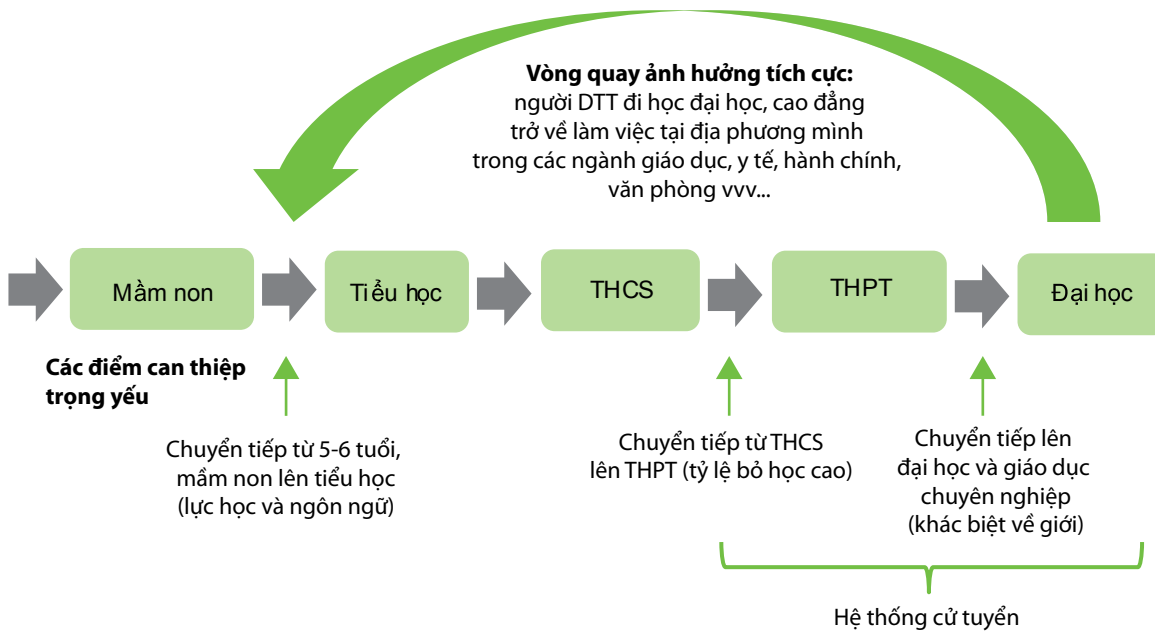 Vòng quay ảnh hưởng tích cực:
người DTT đi học đại học, cao đẳng
trở về làm việc tại địa phương mình
trong các ngành giáo dục, y tế, hành chính,
văn phòng vvv...
Mầm non
Tiểu học
THCS
THPT
Đại học
Các điểm can thiệp
trọng yếu
Chuyển tiếp từ 5-6 tuổi,
mầm non lên tiểu học
(lực học và ngôn ngữ)
Chuyển tiếp từ THCS
lên THPT (tỷ lệ bỏ học cao)
Chuyển tiếp lên
đại học và giáo dục
chuyên nghiệp
(khác biệt về giới)
Hệ thống cử tuyển